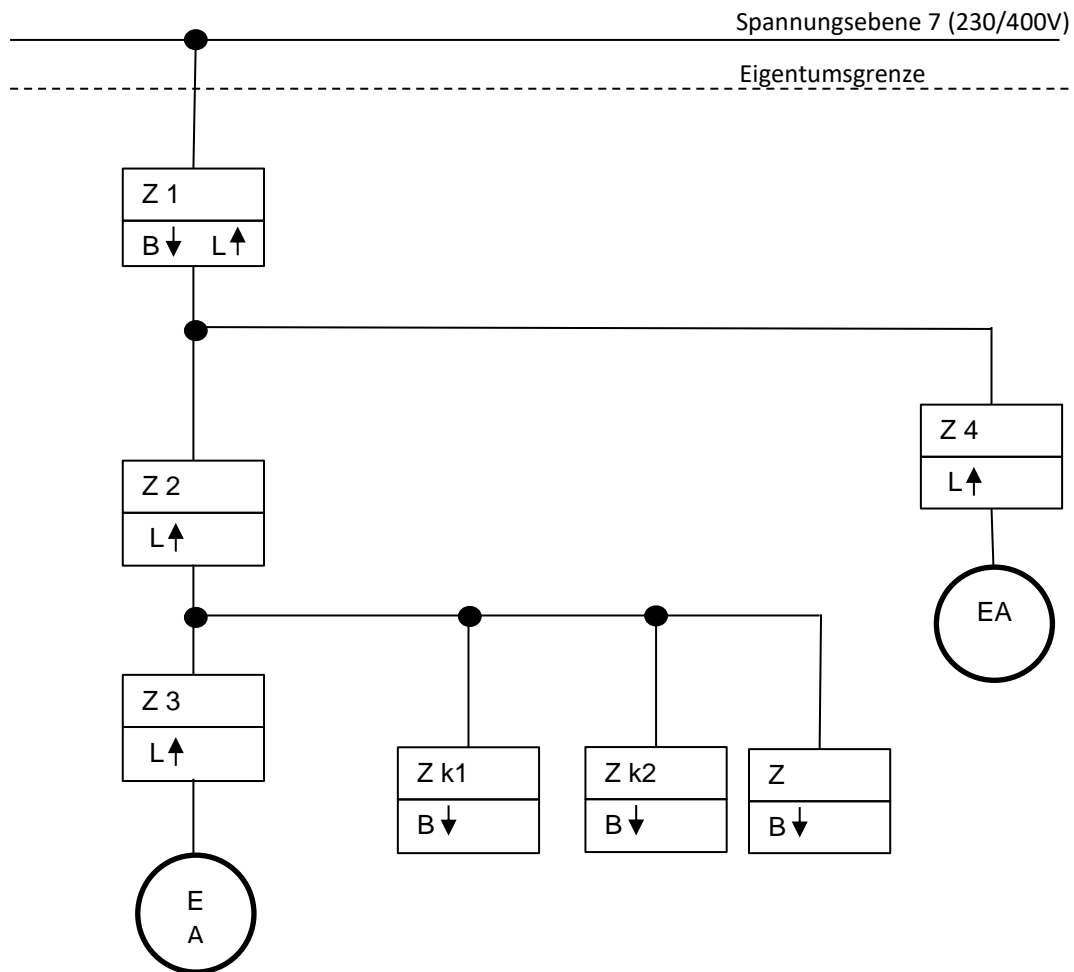 Spannungsebene 7 (230/400V)
Eigentumsgrenze
Z 1
B L
Z 4
L
Z 2
L
EA
Z 3
L
Z k1
B
Z k2
B
Z
B
E
A